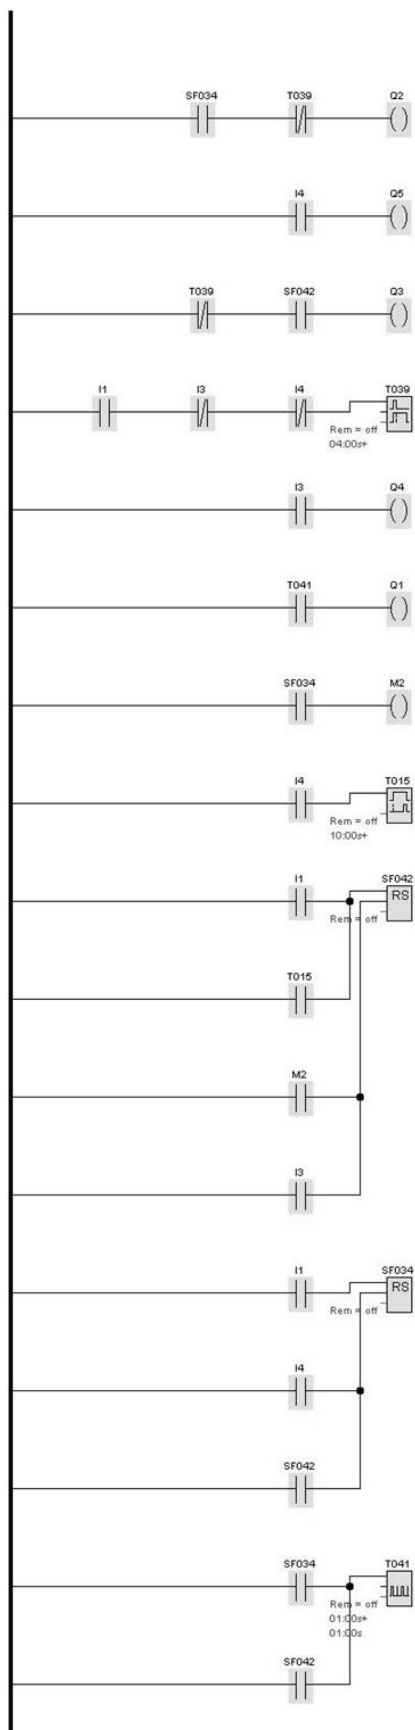 SF034 T039 Q2
I4 Q5
T039 SF042 Q3
I1 I3 I4 T039
Rem = off
04:00s+
I3 Q4
T041 Q1
SF034 M2
I4 T015
Rem = off
10:00s+
I1 SF042
RS
Rem = off
T015
M2
I3
I1 SF034
RS
Rem = off
I4
SF042
SF034 T041
Rem = off
01:00s+
01:00s
SF042